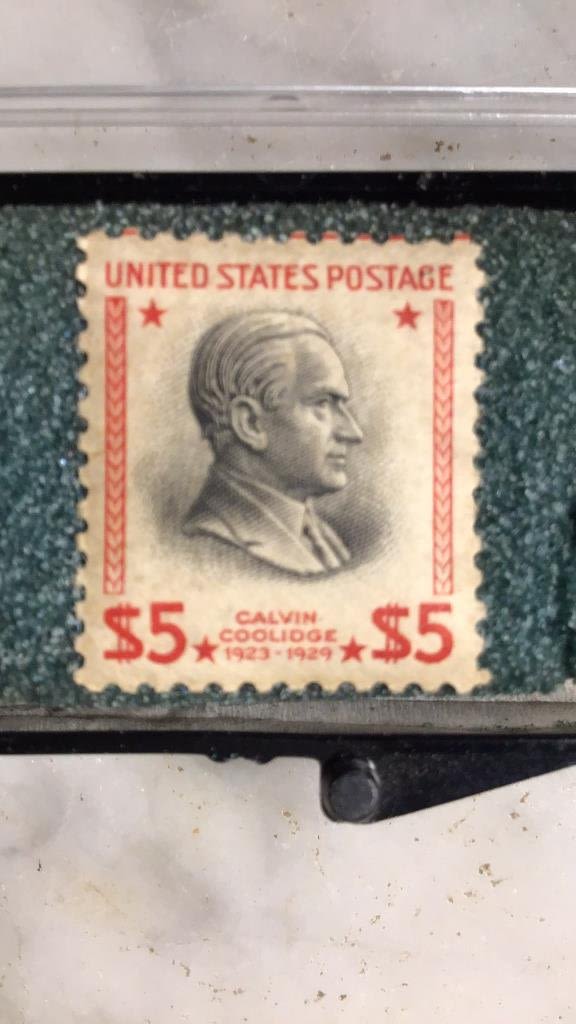 UNITED STATES POSTAGE
CALVIN
$5 COOLIDGE $5
1923-1929